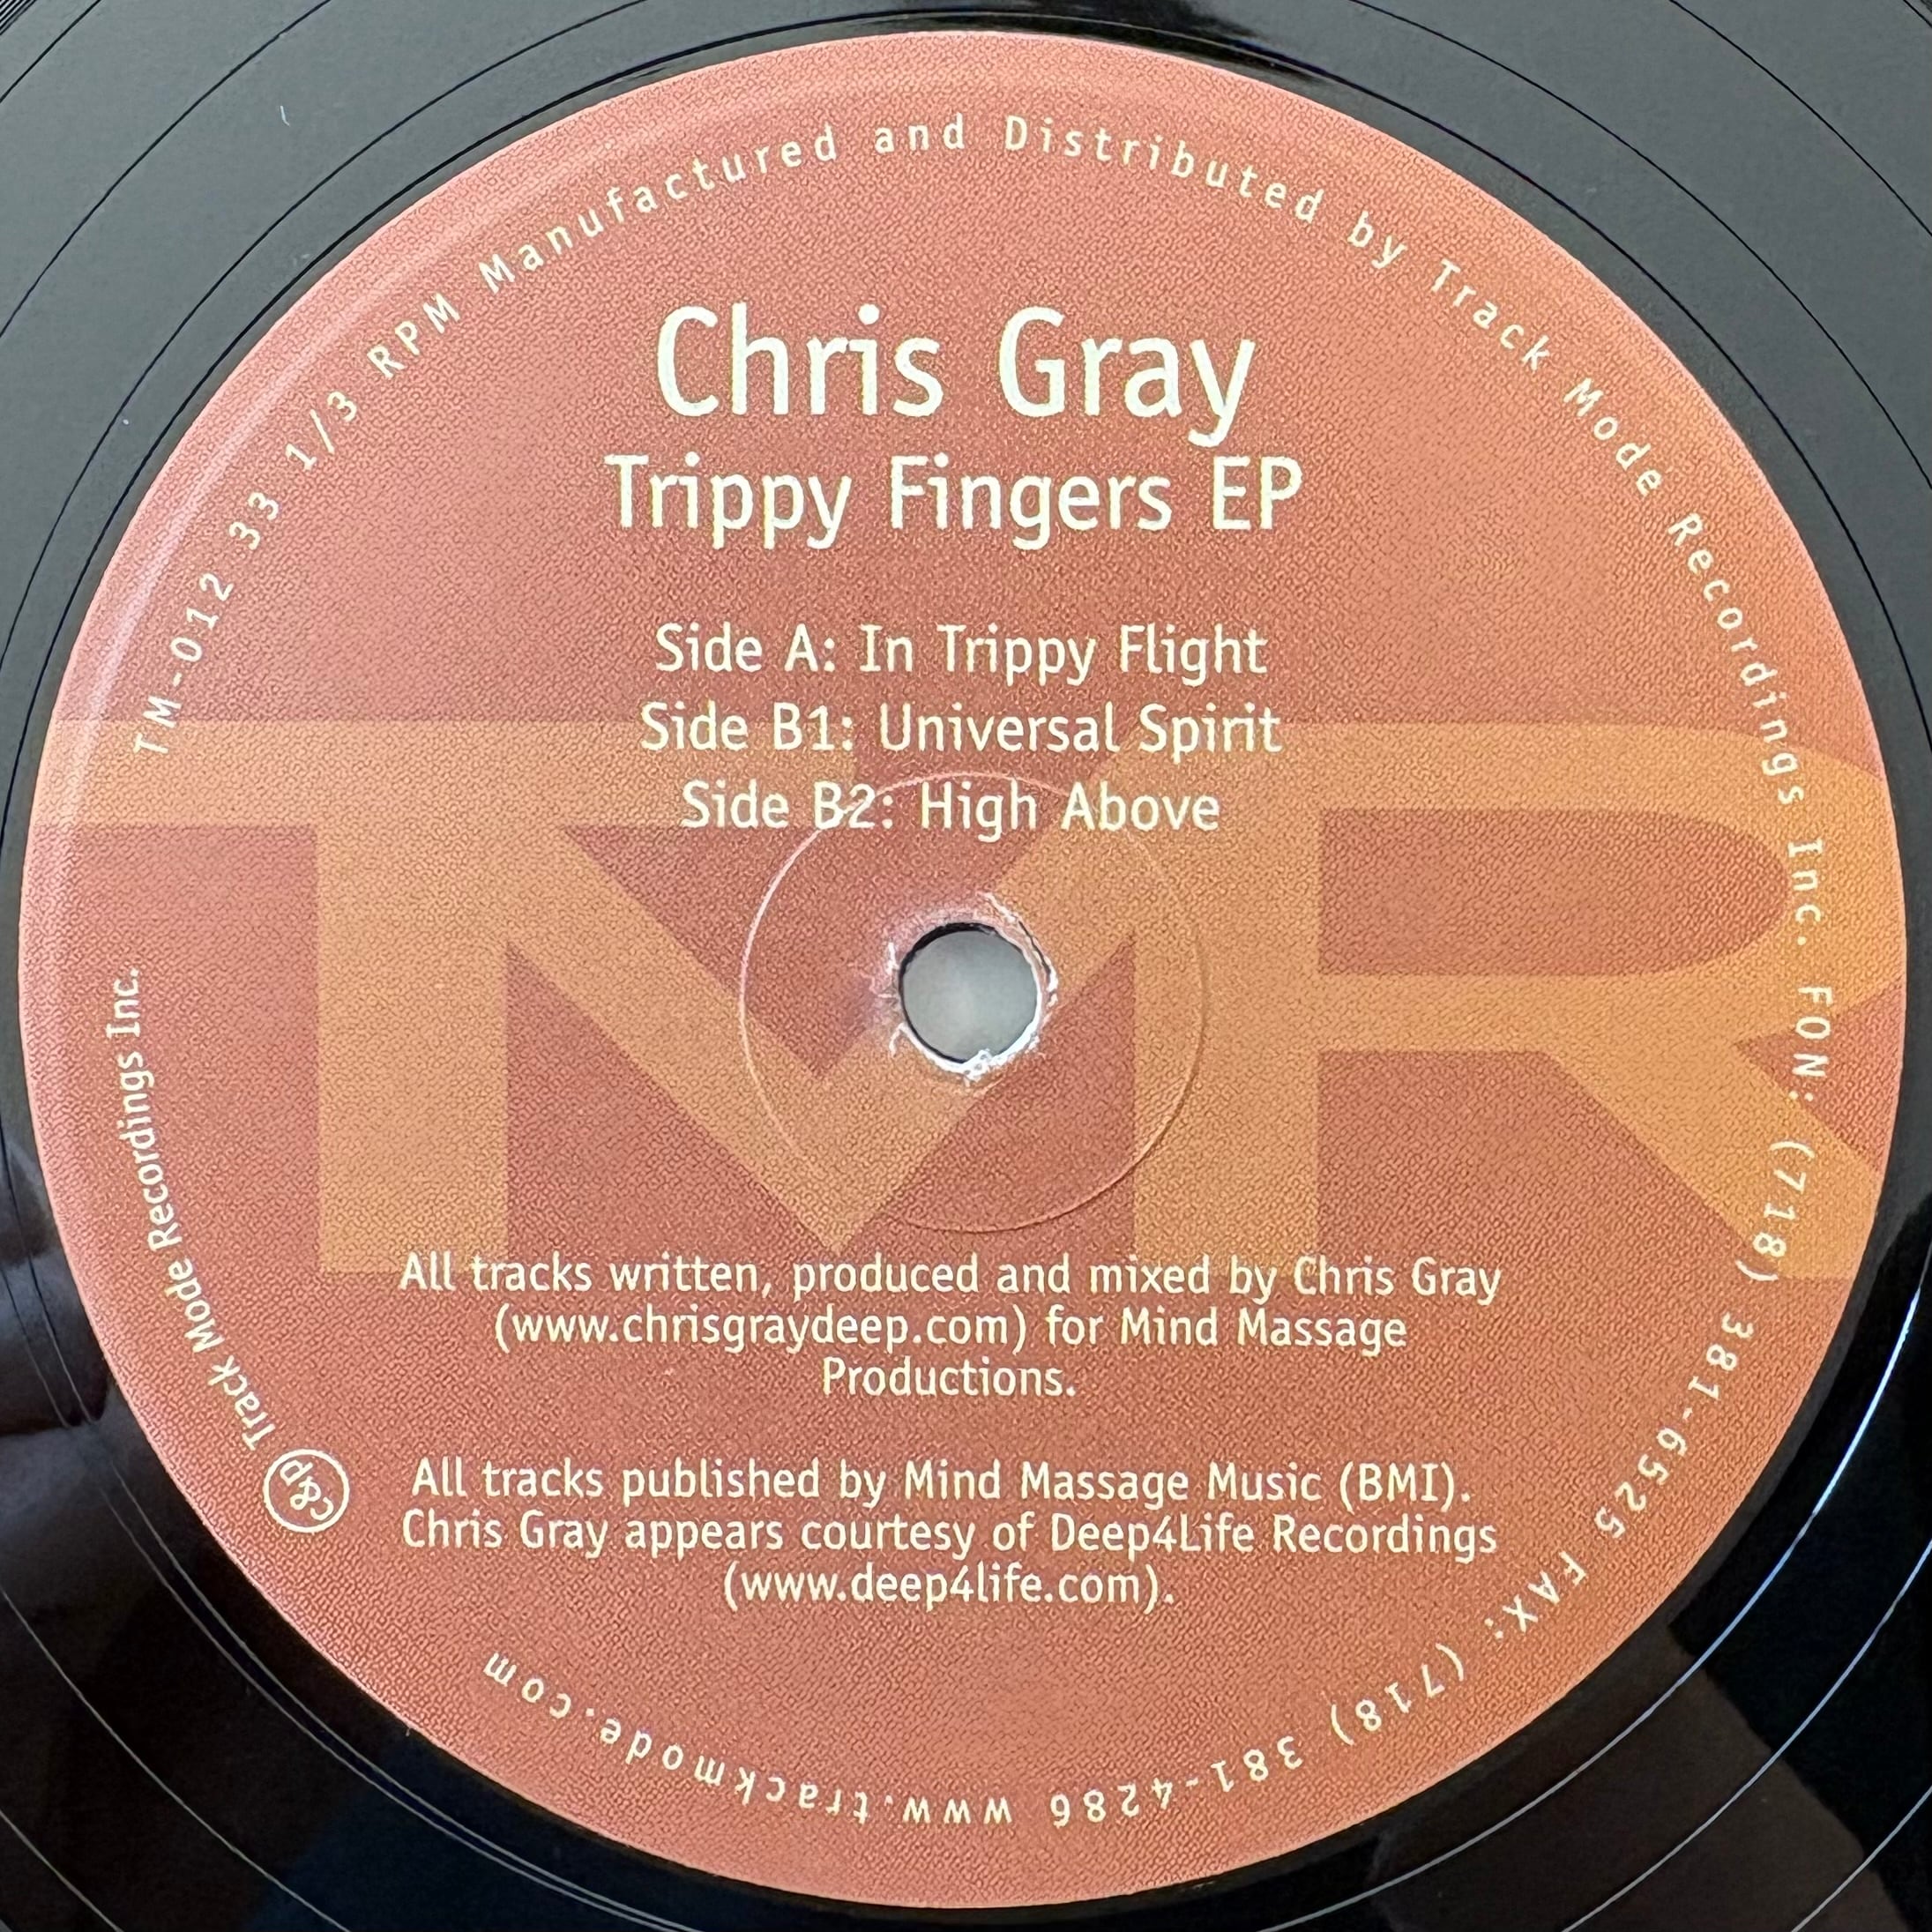 Chris Gray
Trippy Fingers EP
Side A: In Trippy Flight
Side B1: Universal Spirit
Side B2: High Above
TMR
All tracks written, produced and mixed by Chris Gray
(www.chrisgraydeep.com) for Mind Massage
Productions.
All tracks published by Mind Massage Music (BMI).
Chris Gray appears courtesy of Deep4Life Recordings
(www.deep4life.com).
TM-012 33 1/3 RPM Manufactured and Distributed by Track Mode Recordings Inc. FON: (718) 381-6525 FAX: (718) 381-4286 www.trackmode.com
c&p Track Mode Recordings Inc.